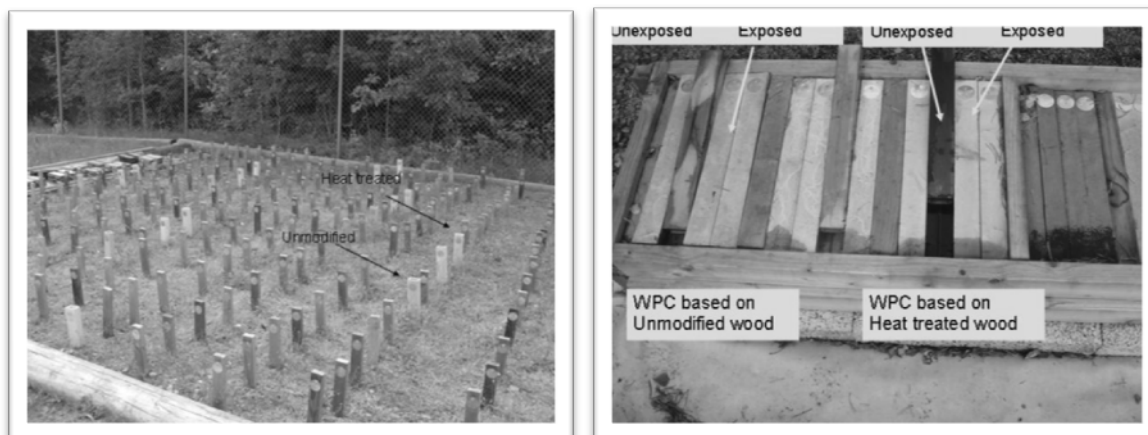 Heat treated
Unmodified
Unexposed
Exposed
Unexposed
Exposed
WPC based on
Unmodified wood
WPC based on
Heat treated wood